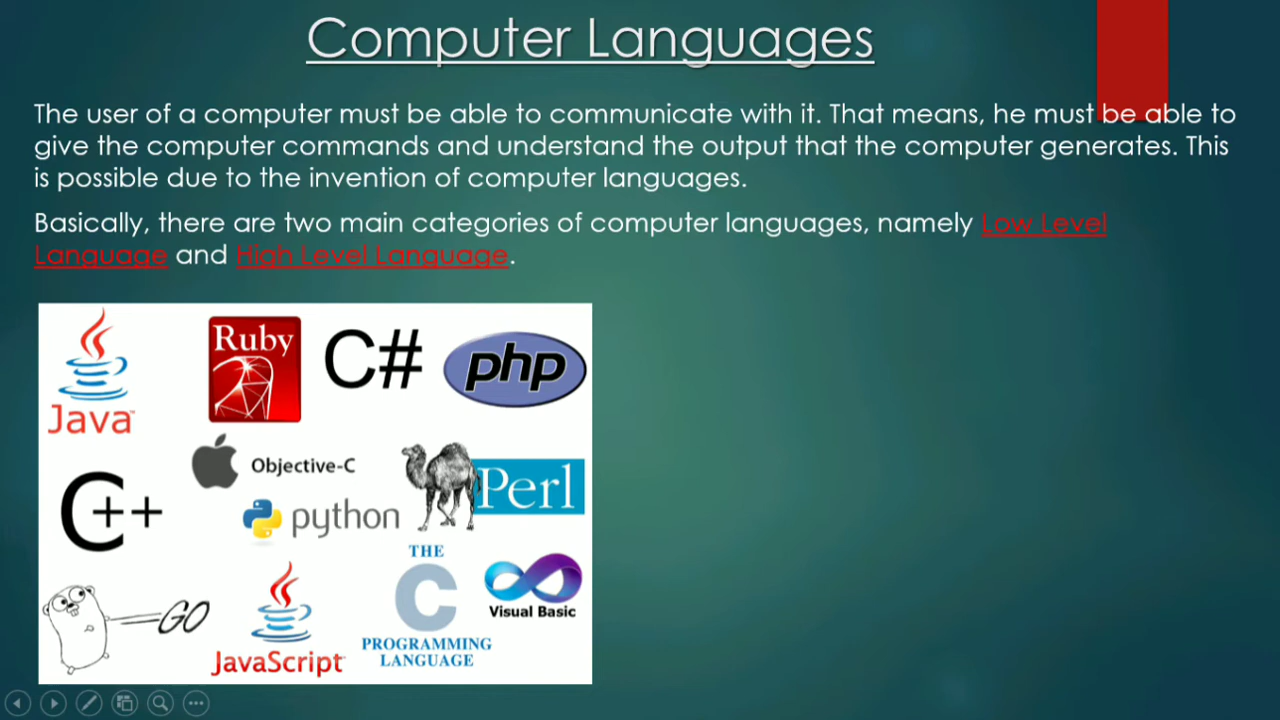 Computer Languages
The user of a computer must be able to communicate with it. That means, he must be able to
give the computer commands and understand the output that the computer generates. This
is possible due to the invention of computer languages.
Basically, there are two main categories of computer languages, namely Low Level
Language and High Level Language.
Java™
Ruby
C#
php
Objective-C
C++
python
Perl
GO
JavaScript
THE
C
PROGRAMMING
LANGUAGE
Visual Basic